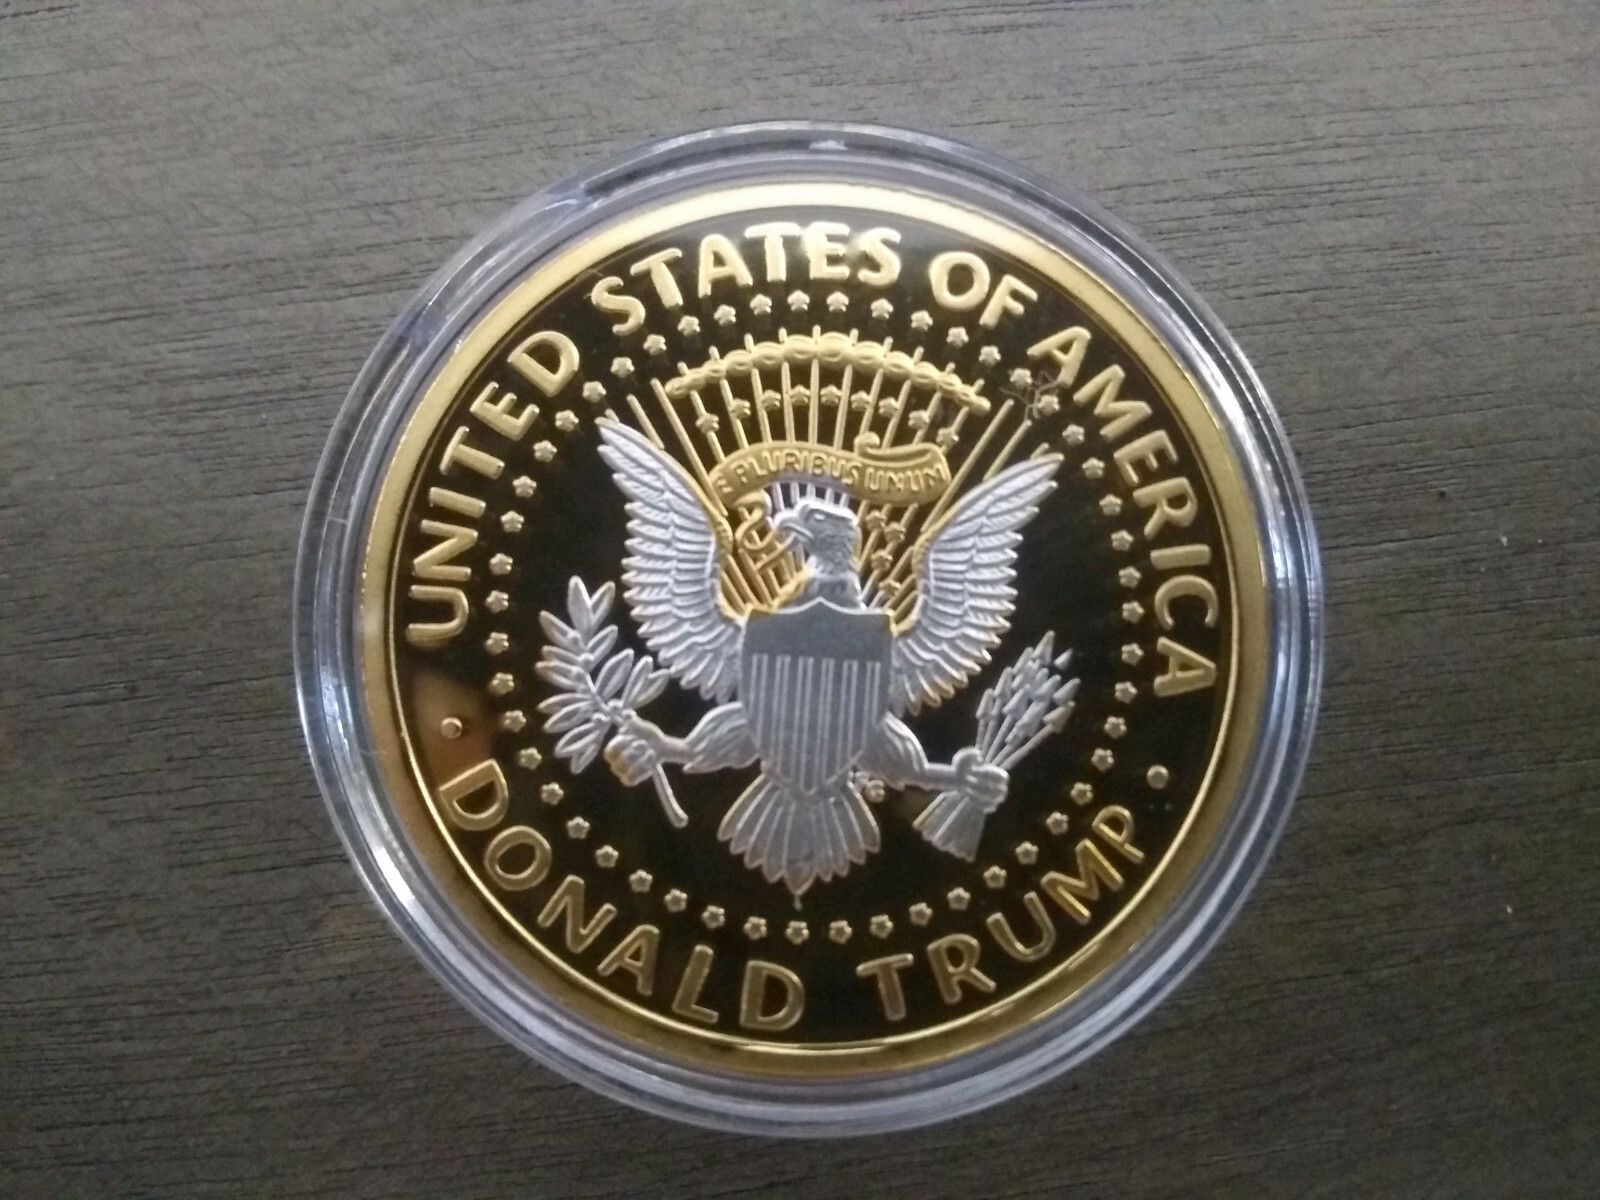 UNITED STATES OF AMERICA
E PLURIBUS UNUM
• DONALD TRUMP •